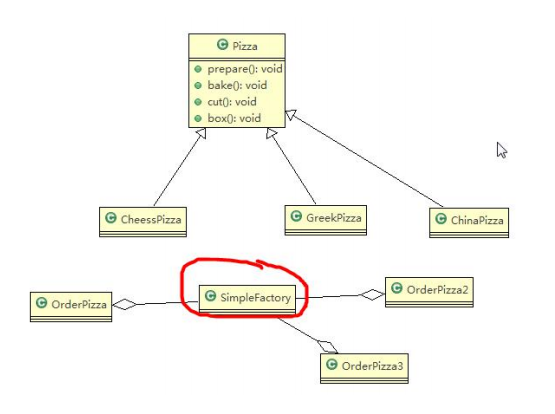 Pizza
prepare(): void
bake(): void
cut(): void
box(): void
CheessPizza
GreekPizza
ChinaPizza
OrderPizza
SimpleFactory
OrderPizza2
OrderPizza3